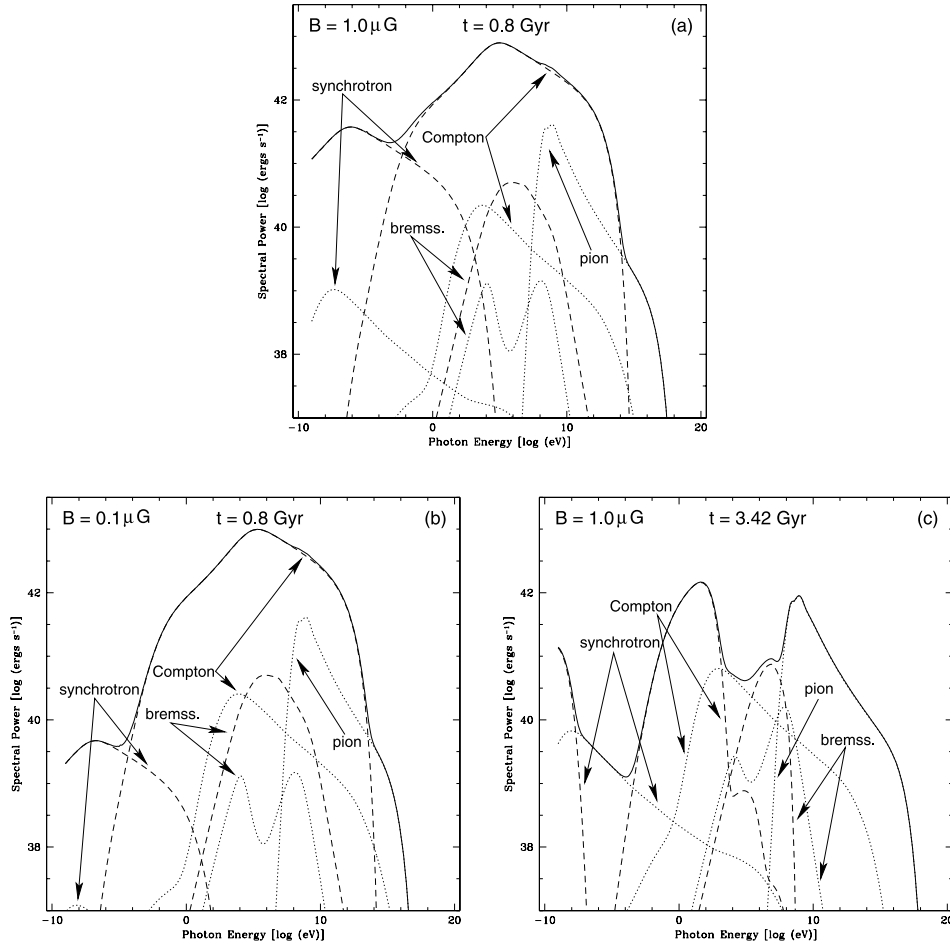 B = 1.0 μG t = 0.8 Gyr (a)
synchrotron
42
Compton
Spectral Power [log (ergs s⁻¹)]
40
bremss.
pion
38
-10 0 10 20
Photon Energy [log (eV)]
B = 0.1 μG t = 0.8 Gyr (b)
42
Compton
synchrotron
bremss.
Spectral Power [log (ergs s⁻¹)]
40
pion
38
-10 0 10 20
Photon Energy [log (eV)]
B = 1.0 μG t = 3.42 Gyr (c)
42
Compton
synchrotron
Spectral Power [log (ergs s⁻¹)]
pion
40
bremss.
38
-10 0 10 20
Photon Energy [log (eV)]